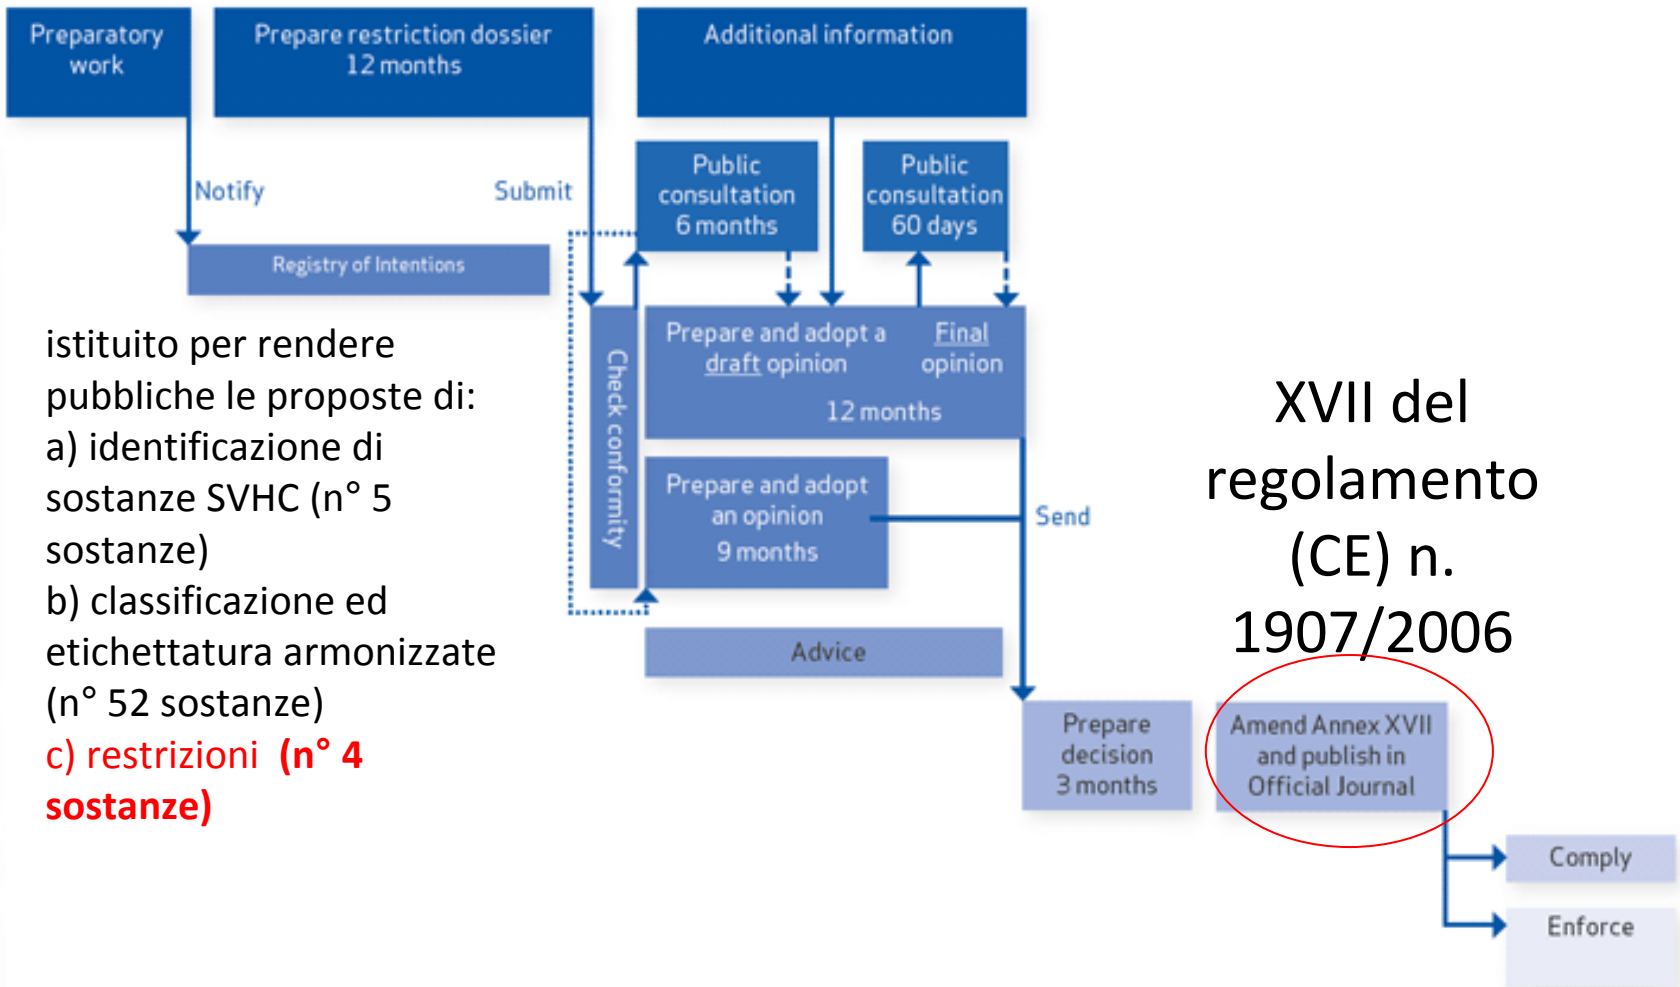 Preparatory
work
Prepare restriction dossier
12 months
Additional information
Public
consultation
6 months
Public
consultation
60 days
Notify
Submit
Registry of Intentions
istituito per rendere
pubbliche le proposte di:
a) identificazione di
sostanze SVHC (n° 5
sostanze)
b) classificazione ed
etichettatura armonizzate
(n° 52 sostanze)
c) restrizioni (n° 4
sostanze)
Check conformity
Prepare and adopt a
draft opinion
Final
opinion
12 months
Prepare and adopt
an opinion
9 months
Send
Advice
XVII del
regolamento
(CE) n.
1907/2006
Prepare
decision
3 months
Amend Annex XVII
and publish in
Official Journal
Comply
Enforce